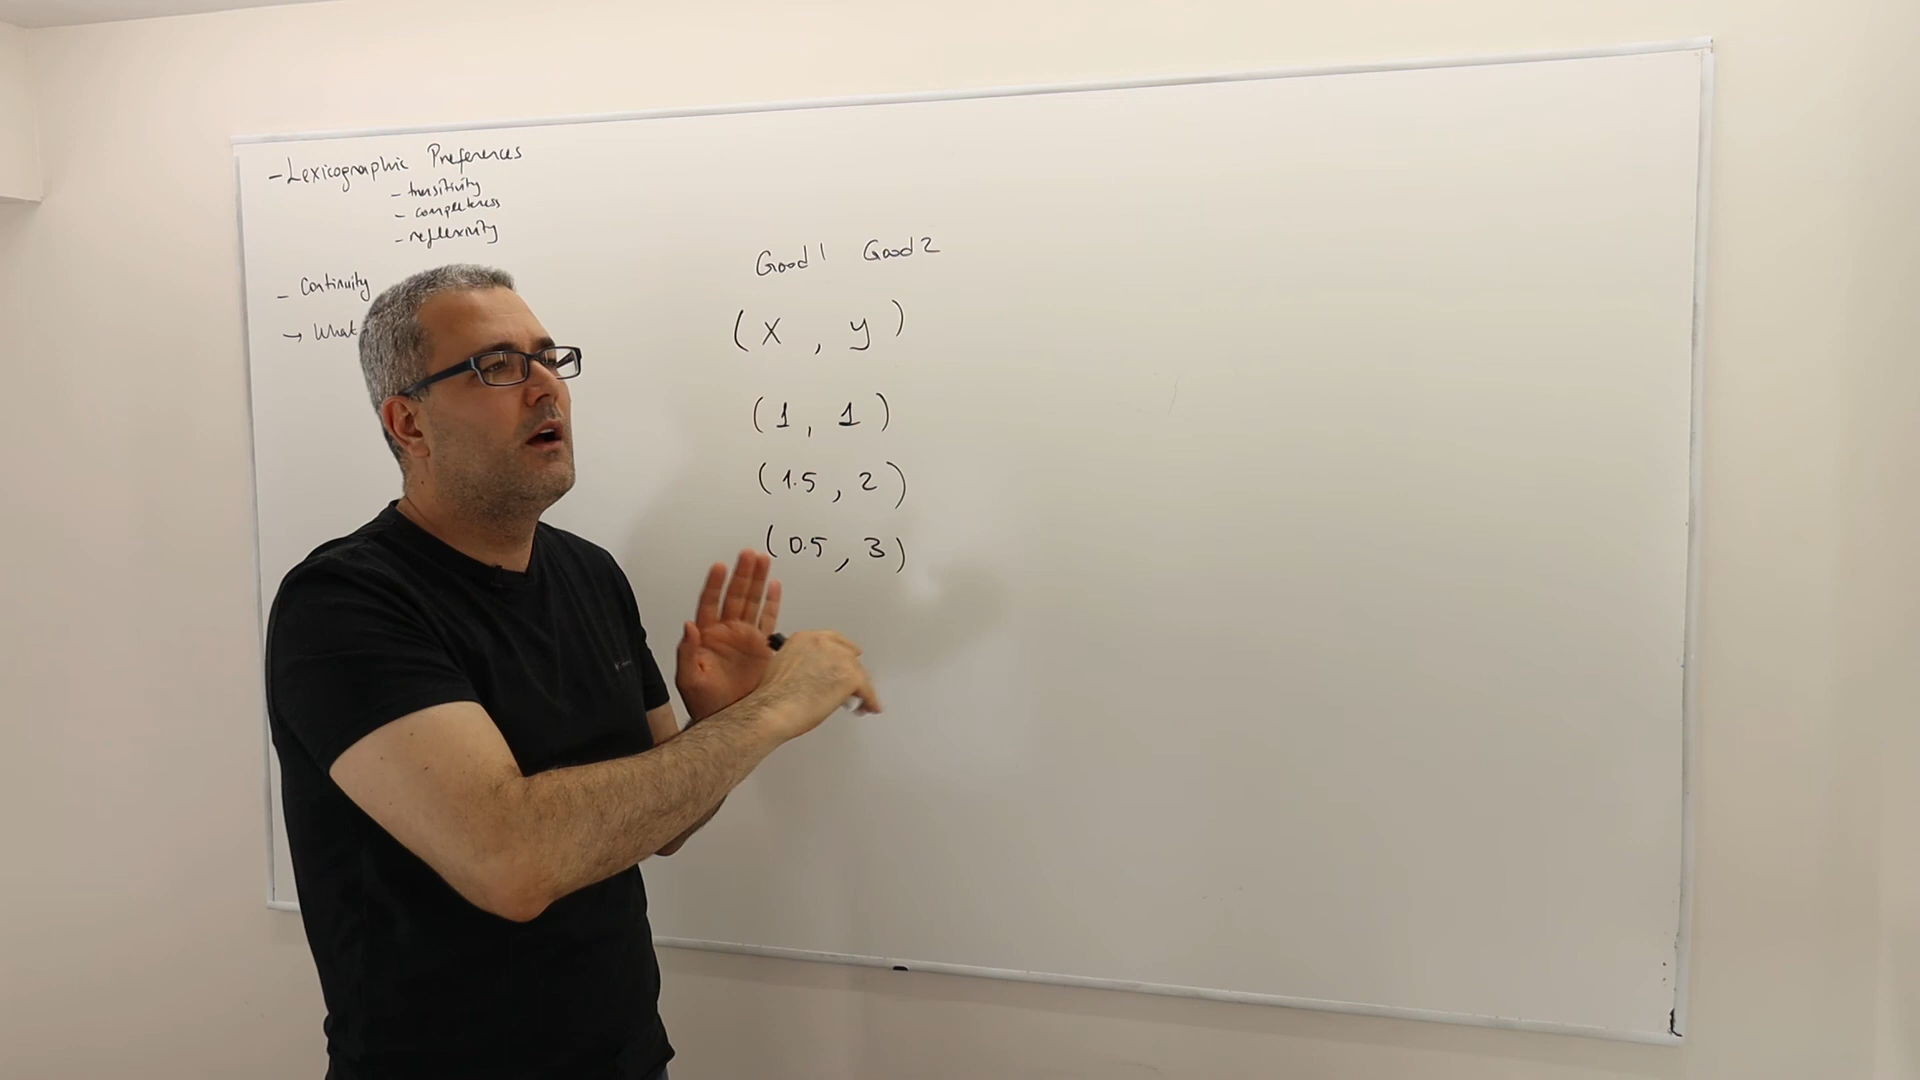 - Lexicographic Preferences
- transitivity
- completeness
- reflexivity
- Continuity
→ What
Good 1 Good 2
(x, y)
(1, 1)
(1.5, 2)
(0.5, 3)